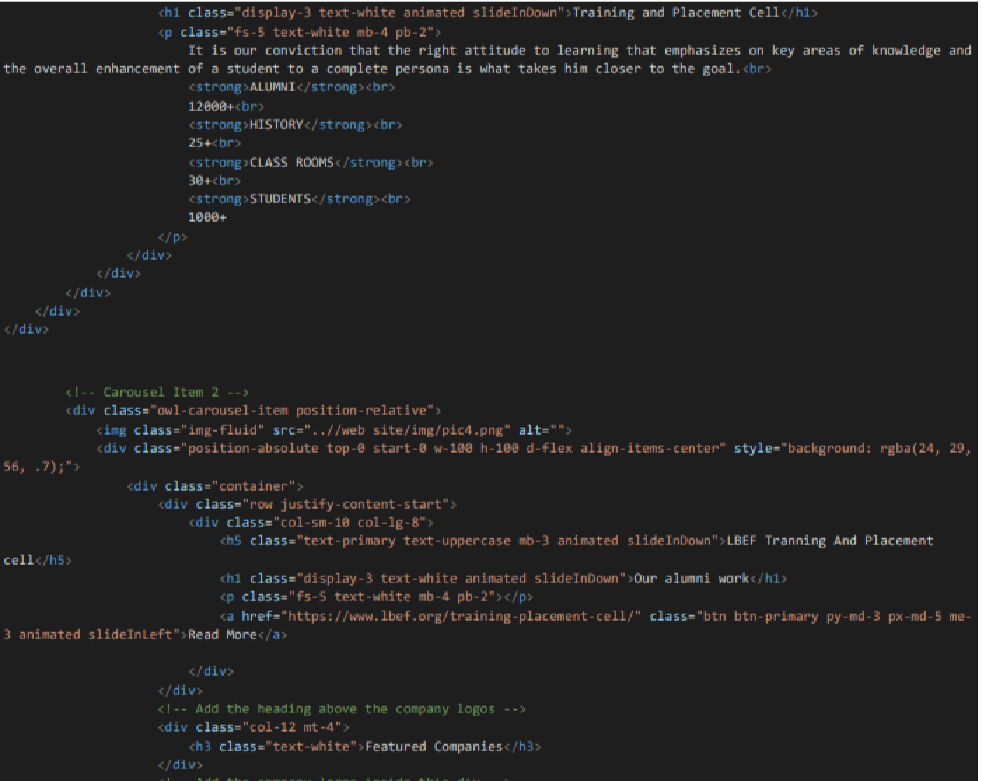 <h1 class="display-3 text-white animated slideInDown">Training and Placement Cell</h1>
<p class="fs-5 text-white mb-4 pb-2">
It is our conviction that the right attitude to learning that emphasizes on key areas of knowledge and
the overall enhancement of a student to a complete persona is what takes him closer to the goal.<br>
<strong>ALUMNI</strong><br>
12000+<br>
<strong>HISTORY</strong><br>
25+<br>
<strong>CLASS ROOMS</strong><br>
30+<br>
<strong>STUDENTS</strong><br>
1000+
</p>
</div>
</div>
</div>
</div>
</div>
<!-- Carousel Item 2 -->
<div class="owl-carousel-item position-relative">
<img class="img-fluid" src="..//web site/img/pic4.png" alt="">
<div class="position-absolute top-0 start-0 w-100 h-100 d-flex align-items-center" style="background: rgba(24, 29,
56, .7);">
<div class="container">
<div class="row justify-content-start">
<div class="col-sm-10 col-lg-8">
<h5 class="text-primary text-uppercase mb-3 animated slideInDown">LBEF Tranning And Placement
cell</h5>
<h1 class="display-3 text-white animated slideInDown">Our alumni work</h1>
<p class="fs-5 text-white mb-4 pb-2"></p>
<a href="https://www.lbef.org/training-placement-cell/" class="btn btn-primary py-md-3 px-md-5 me-
3 animated slideInLeft">Read More</a>
</div>
</div>
<!-- Add the heading above the company logos -->
<div class="col-12 mt-4">
<h3 class="text-white">Featured Companies</h3>
</div>
<!-- Add the company logos inside this div -->